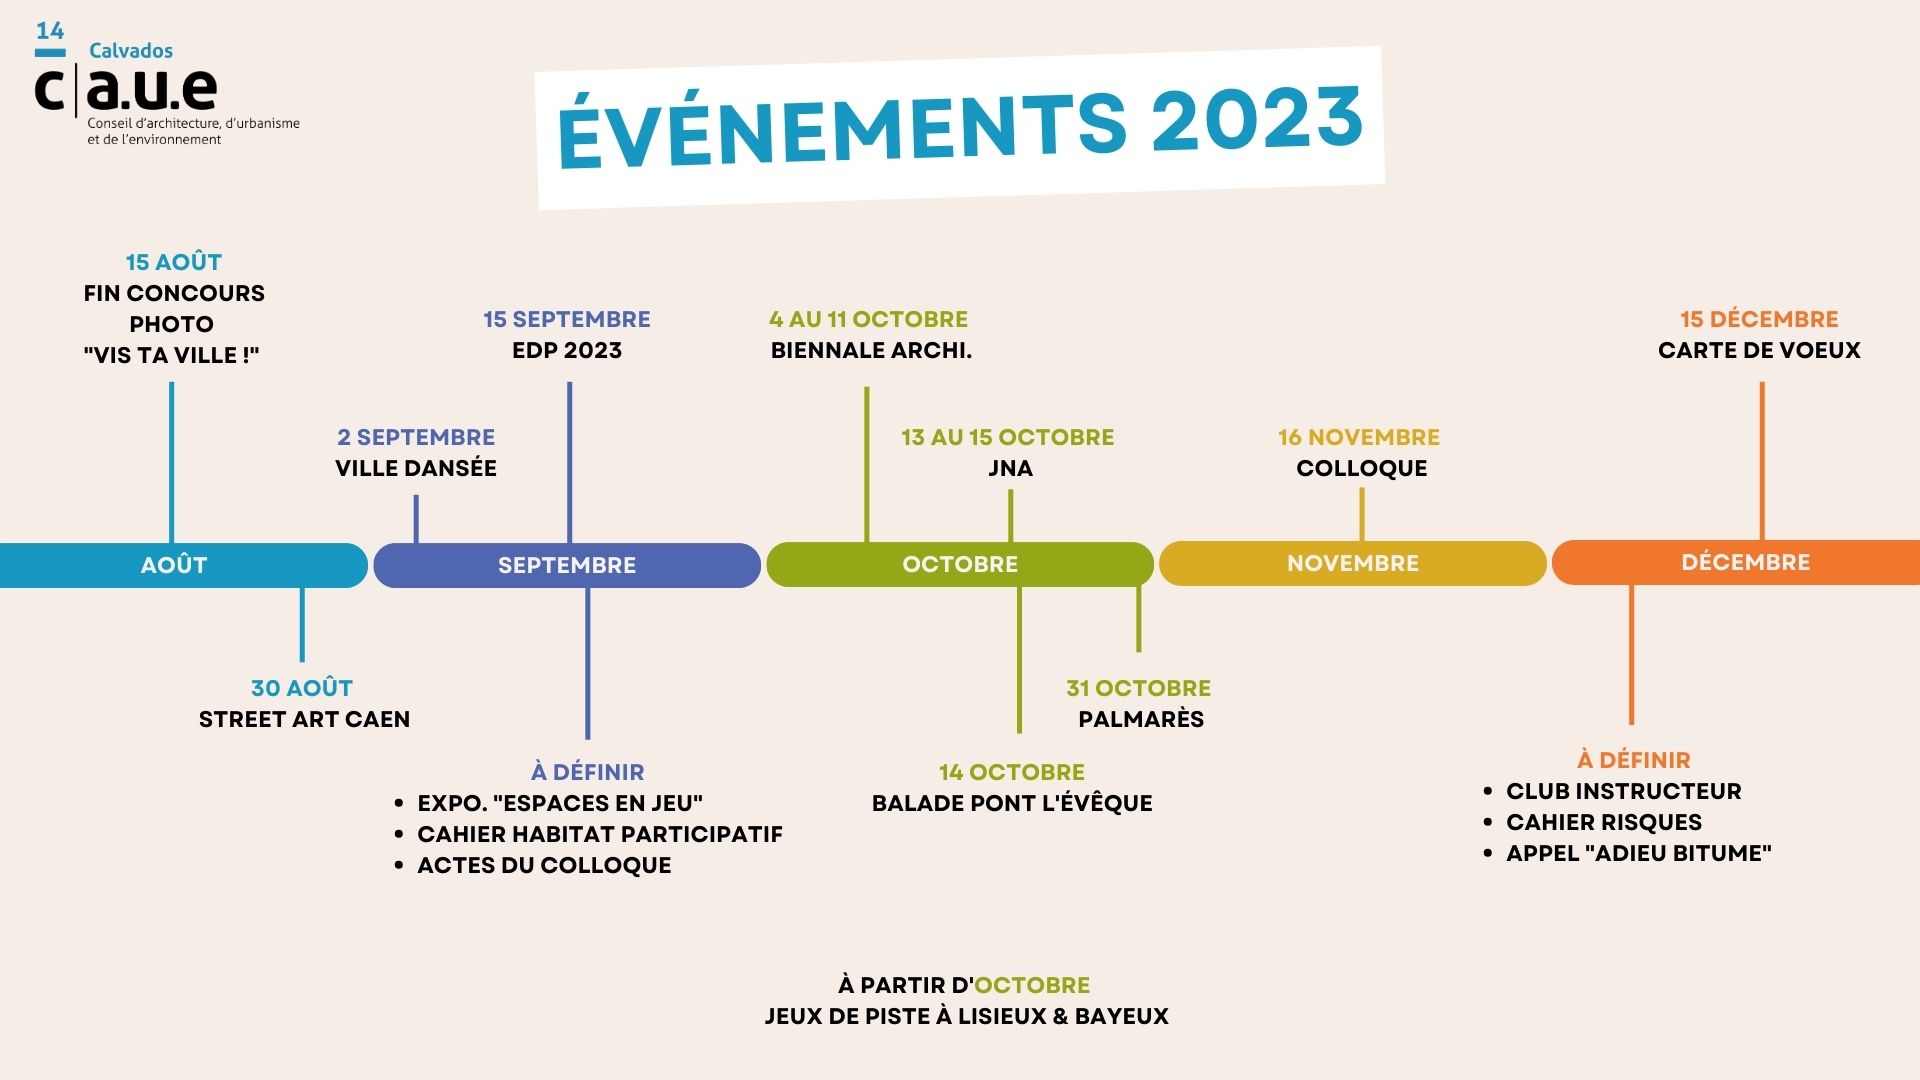 14
Calvados
c|a.u.e
Conseil d'architecture, d'urbanisme
et de l'environnement
ÉVÉNEMENTS 2023
15 AOÛT
FIN CONCOURS
PHOTO
"VIS TA VILLE !"
2 SEPTEMBRE
VILLE DANSÉE
15 SEPTEMBRE
EDP 2023
4 AU 11 OCTOBRE
BIENNALE ARCHI.
13 AU 15 OCTOBRE
JNA
16 NOVEMBRE
COLLOQUE
15 DÉCEMBRE
CARTE DE VOEUX
AOÛT
SEPTEMBRE
OCTOBRE
NOVEMBRE
DÉCEMBRE
30 AOÛT
STREET ART CAEN
À DÉFINIR
• EXPO. "ESPACES EN JEU"
• CAHIER HABITAT PARTICIPATIF
• ACTES DU COLLOQUE
14 OCTOBRE
BALADE PONT L'ÉVÊQUE
31 OCTOBRE
PALMARÈS
À DÉFINIR
• CLUB INSTRUCTEUR
• CAHIER RISQUES
• APPEL "ADIEU BITUME"
À PARTIR D'OCTOBRE
JEUX DE PISTE À LISIEUX & BAYEUX